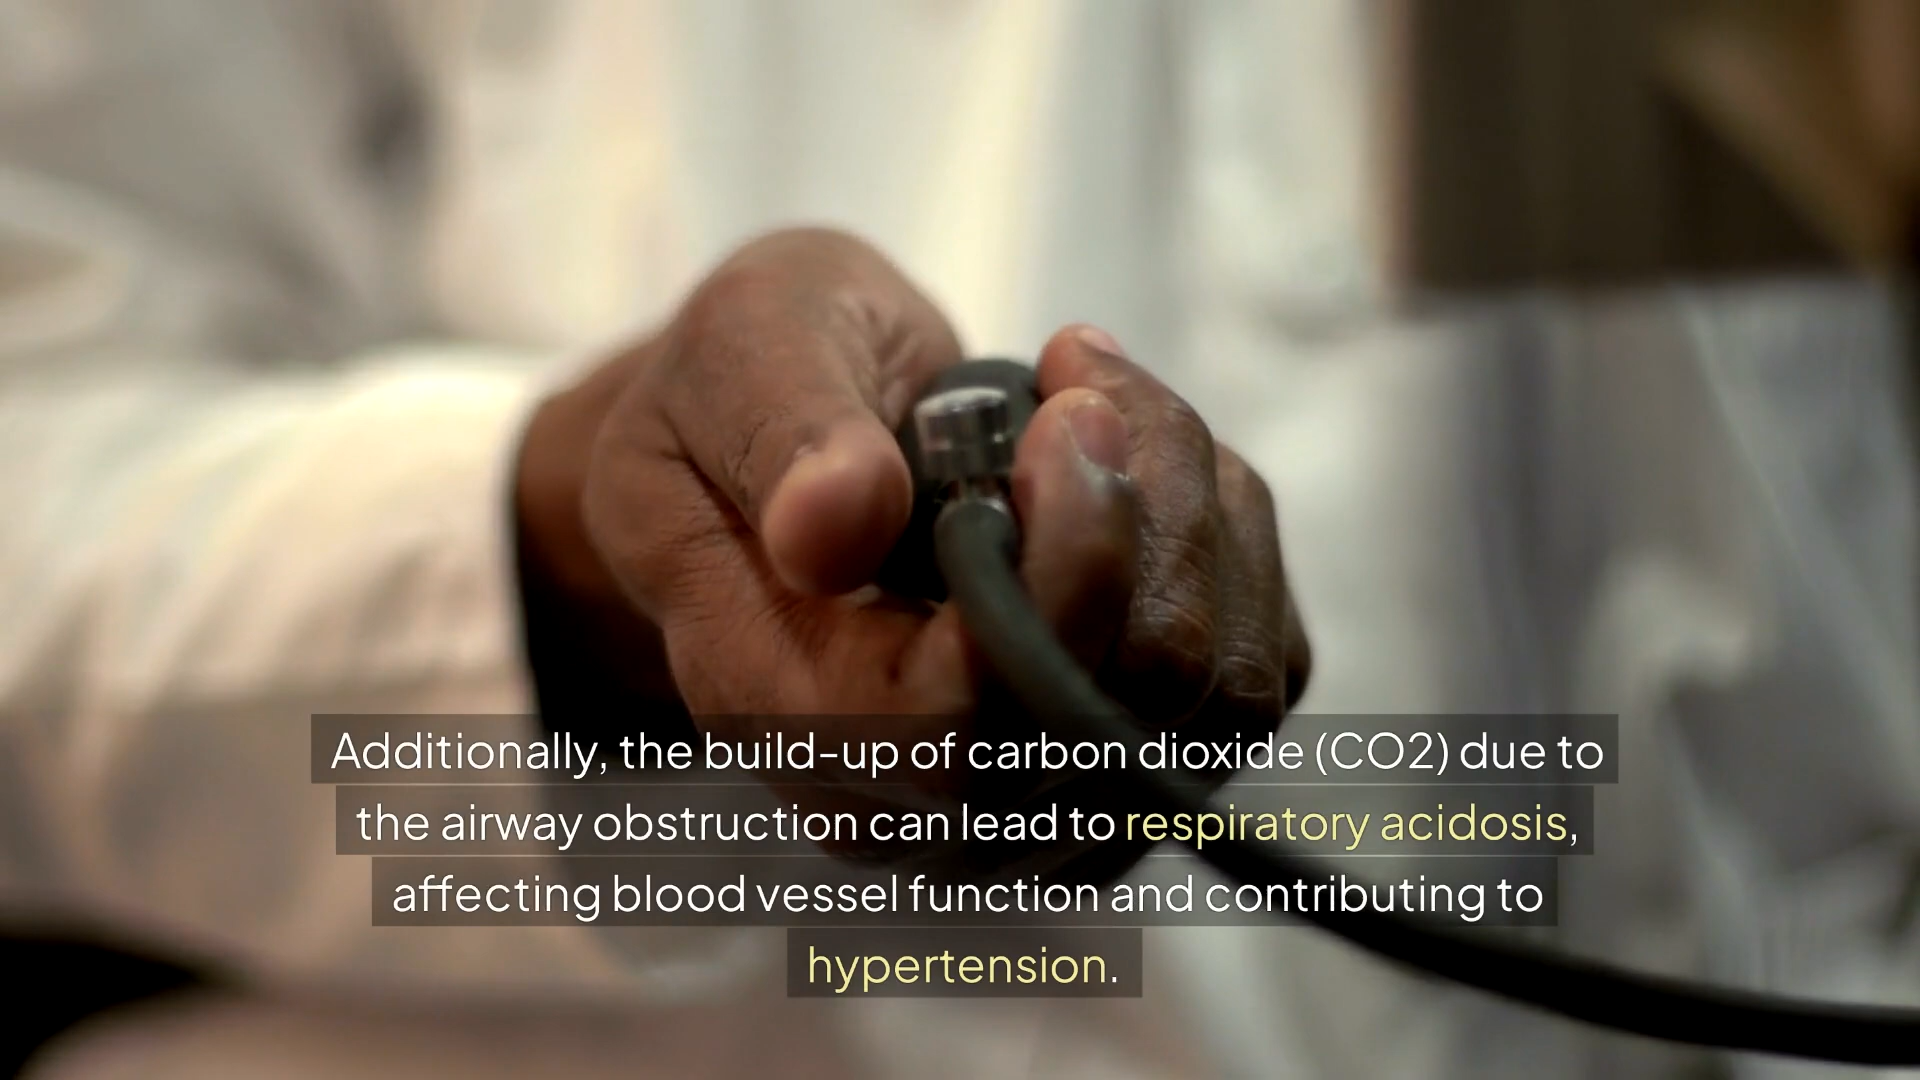 Additionally, the build-up of carbon dioxide (CO2) due to
the airway obstruction can lead to respiratory acidosis,
affecting blood vessel function and contributing to
hypertension.